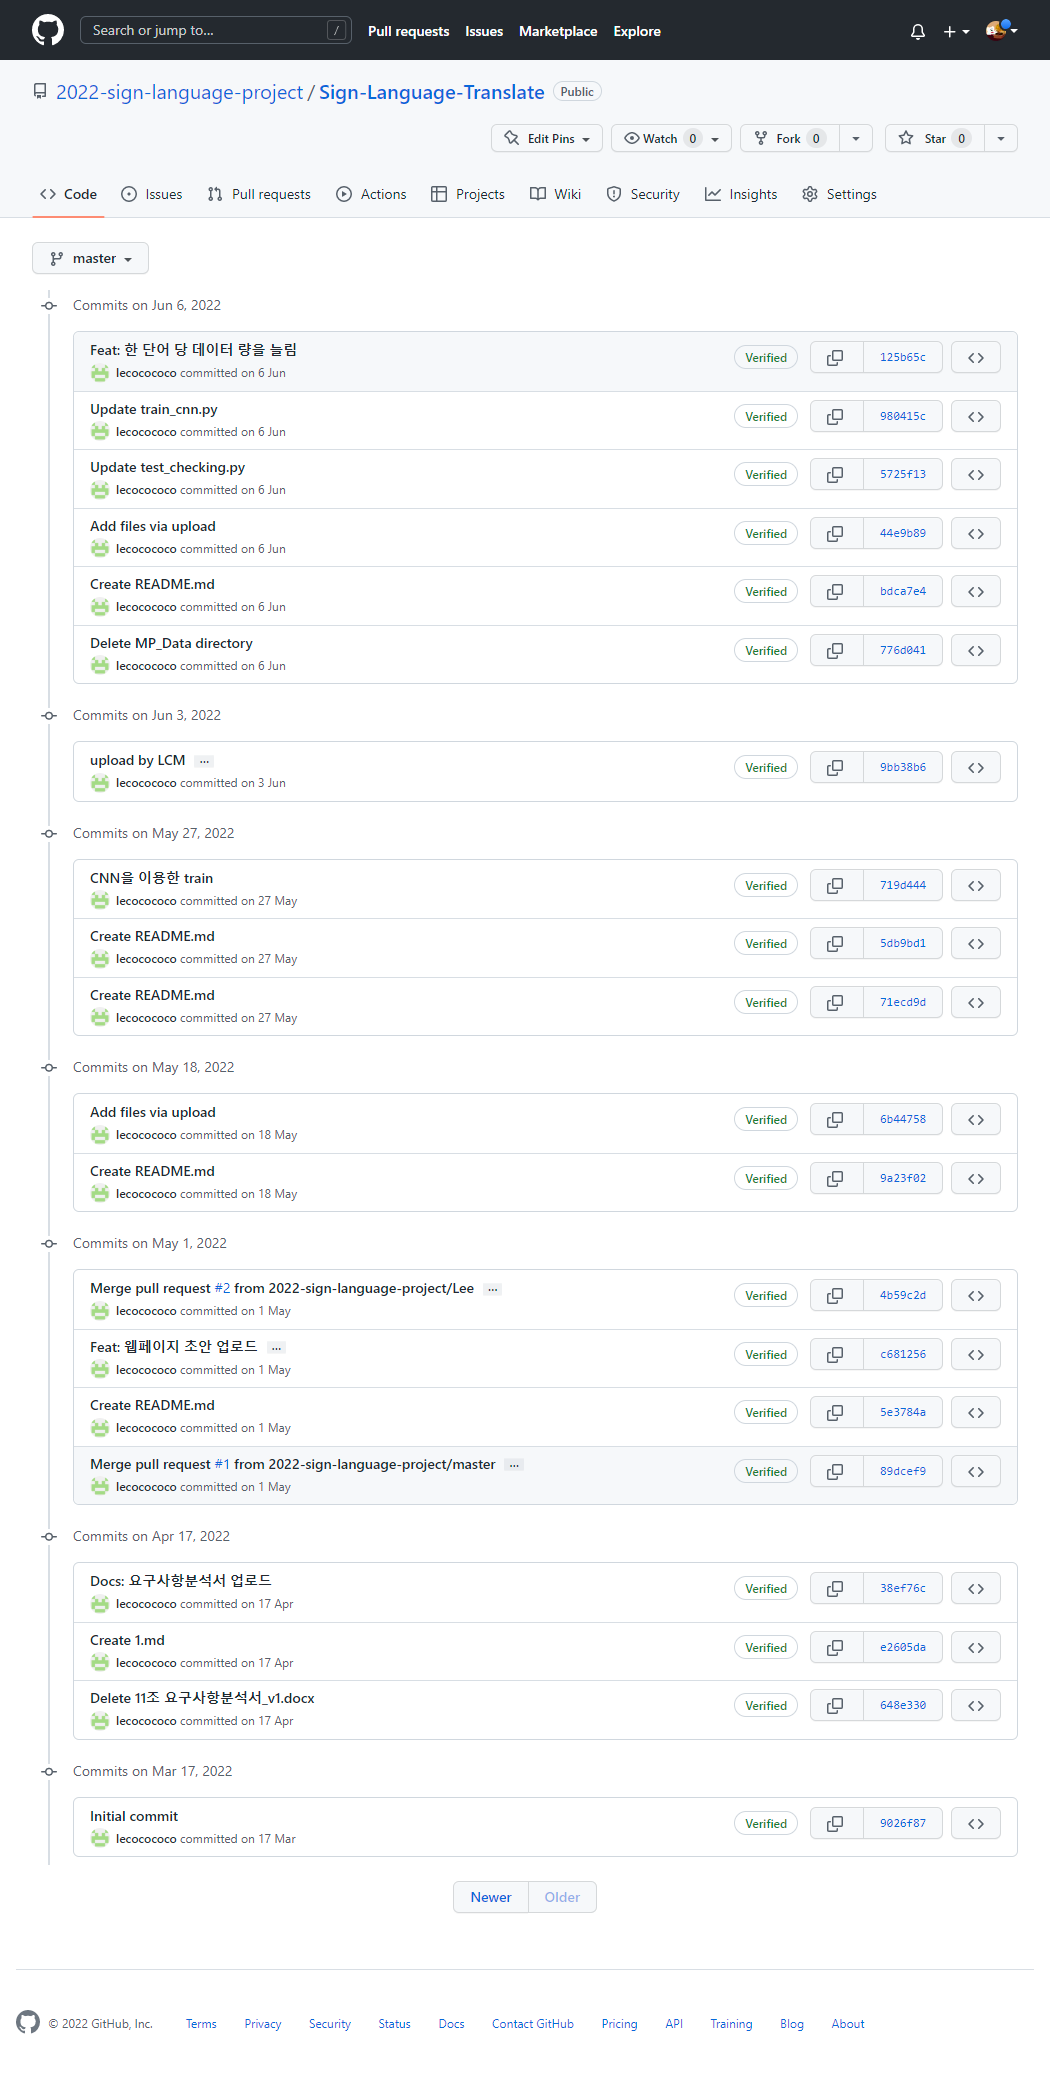 Search or jump to... /
Pull requests Issues Marketplace Explore
2022-sign-language-project / Sign-Language-Translate Public
Edit Pins Watch 0 Fork 0 Star 0
Code Issues Pull requests Actions Projects Wiki Security Insights Settings
master
Commits on Jun 6, 2022
Feat: 한 단어 당 데이터 량을 늘림
lecocococo committed on 6 Jun
Verified 125b65c
Update train_cnn.py
lecocococo committed on 6 Jun
Verified 980415c
Update test_checking.py
lecocococo committed on 6 Jun
Verified 5725f13
Add files via upload
lecocococo committed on 6 Jun
Verified 44e9b89
Create README.md
lecocococo committed on 6 Jun
Verified bdca7e4
Delete MP_Data directory
lecocococo committed on 6 Jun
Verified 776d041
Commits on Jun 3, 2022
upload by LCM ...
lecocococo committed on 3 Jun
Verified 9bb38b6
Commits on May 27, 2022
CNN을 이용한 train
lecocococo committed on 27 May
Verified 719d444
Create README.md
lecocococo committed on 27 May
Verified 5db9bd1
Create README.md
lecocococo committed on 27 May
Verified 71ecd9d
Commits on May 18, 2022
Add files via upload
lecocococo committed on 18 May
Verified 6b44758
Create README.md
lecocococo committed on 18 May
Verified 9a23f02
Commits on May 1, 2022
Merge pull request #2 from 2022-sign-language-project/Lee ...
lecocococo committed on 1 May
Verified 4b59c2d
Feat: 웹페이지 초안 업로드 ...
lecocococo committed on 1 May
Verified c681256
Create README.md
lecocococo committed on 1 May
Verified 5e3784a
Merge pull request #1 from 2022-sign-language-project/master ...
lecocococo committed on 1 May
Verified 89dcef9
Commits on Apr 17, 2022
Docs: 요구사항분석서 업로드
lecocococo committed on 17 Apr
Verified 38ef76c
Create 1.md
lecocococo committed on 17 Apr
Verified e2605da
Delete 11조 요구사항분석서_v1.docx
lecocococo committed on 17 Apr
Verified 648e330
Commits on Mar 17, 2022
Initial commit
lecocococo committed on 17 Mar
Verified 9026f87
Newer Older
© 2022 GitHub, Inc. Terms Privacy Security Status Docs Contact GitHub Pricing API Training Blog About